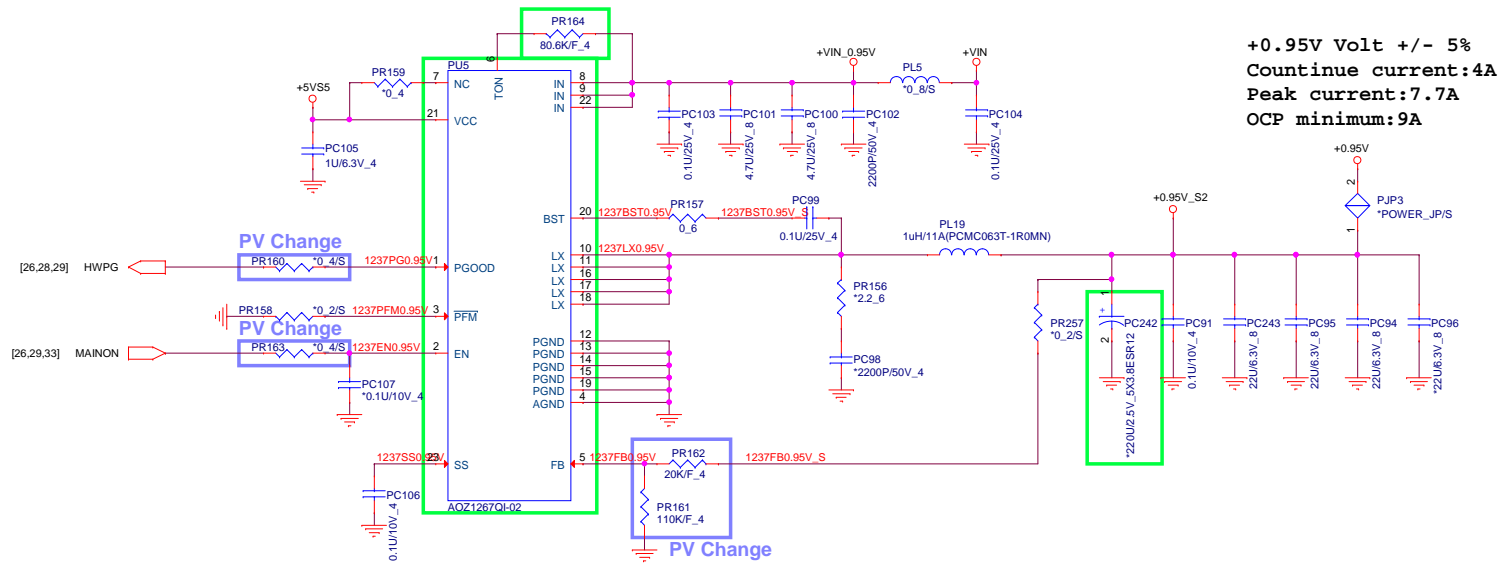 PR164
80.6K/F_4
+VIN_0.95V
+VIN
+0.95V Volt +/- 5%
Countinue current:4A
Peak current:7.7A
OCP minimum:9A
PU5
6
TON
PR159
*0_4
7
NC
+5VS5
21
VCC
PC105
1U/6.3V_4
IN
8
IN
9
IN
22
PL5
*0_8/S
PC103
0.1U/25V_4
PC101
4.7U/25V_8
PC100
4.7U/25V_8
PC102
2200P/50V_4
PC104
0.1U/25V_4
+0.95V
2
PJP3
*POWER_JP/S
1
+0.95V_S2
BST
20
1237BST0.95V
PR157
0_6
1237BST0.95V_S
PC99
0.1U/25V_4
PL19
1uH/11A(PCMC063T-1R0MN)
LX
10
1237LX0.95V
LX
11
LX
16
LX
17
LX
18
PV Change
[26,28,29]
HWPG
PR160
*0_4/S
1237PG0.95V
1
PGOOD
PR158
*0_2/S
1237PFM0.95V
3
PFM
PV Change
[26,29,33]
MAINON
PR163
*0_4/S
1237EN0.95V
2
EN
PC107
*0.1U/10V_4
PR156
*2.2_6
PC98
*2200P/50V_4
PGND
12
PGND
13
PGND
14
PGND
15
PGND
19
AGND
4
PR257
*0_2/S
1
+
PC242
2
*220U/2.5V_5X3.8ESR12
PC91
0.1U/10V_4
PC243
22U/6.3V_8
PC95
22U/6.3V_8
PC94
22U/6.3V_8
PC96
*22U/6.3V_8
1237SS0.95V
23
SS
PC106
0.1U/10V_4
FB
5
1237FB0.95V
PR162
20K/F_4
1237FB0.95V_S
PR161
110K/F_4
AOZ1267QI-02
PV Change